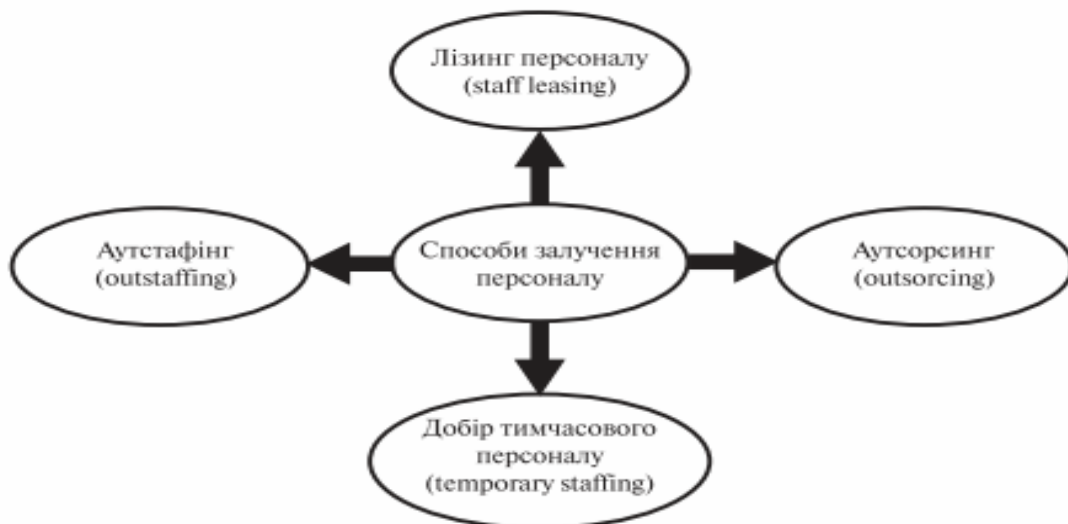 Лізинг персоналу
(staff leasing)
Аутстафінг
(outstaffing)
Способи залучення
персоналу
Аутсорсинг
(outsorcing)
Добір тимчасового
персоналу
(temporary staffing)